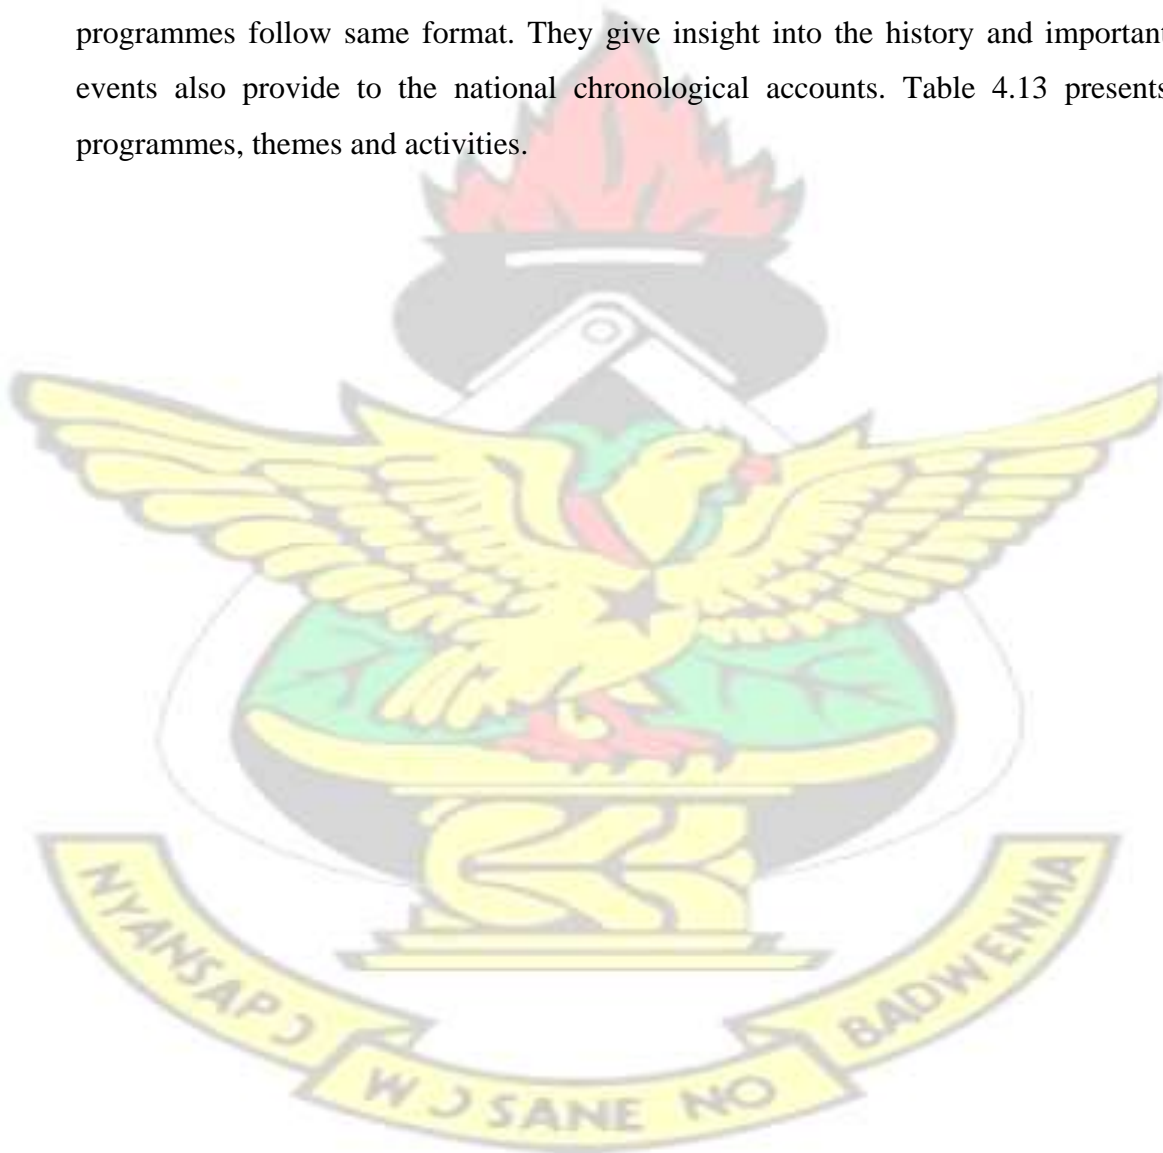 programmes follow same format. They give insight into the history and important
events also provide to the national chronological accounts. Table 4.13 presents
programmes, themes and activities.
NYANSAPƆ
WƆSANE NO
BADWENMA